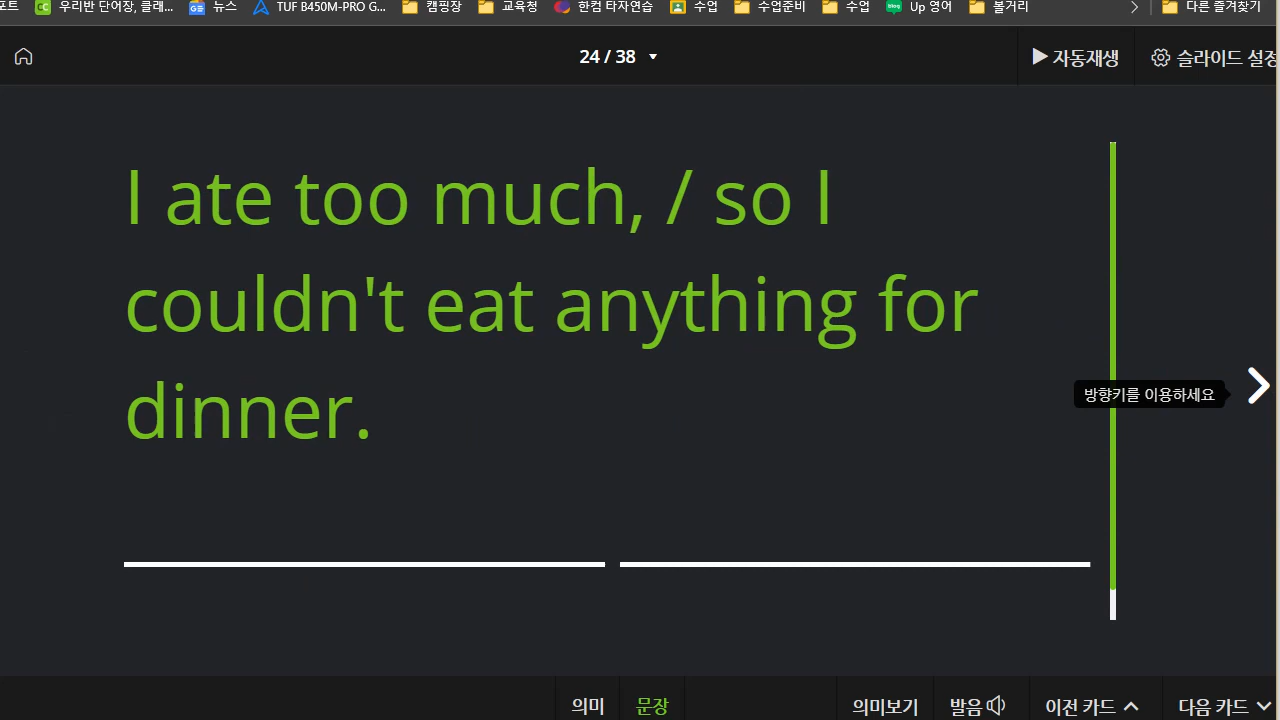 포트 우리반 단어장, 클래... 뉴스 TUF B450M-PRO G... 캠핑장 교육청 한컴 타자연습 수업 수업준비 수업 Up 영어 볼거리 다른 즐겨찾기
24 / 38 자동재생 슬라이드 설정
I ate too much, / so I
couldn't eat anything for
방향키를 이용하세요
dinner.
의미 문장 의미보기 발음 이전 카드 다음 카드